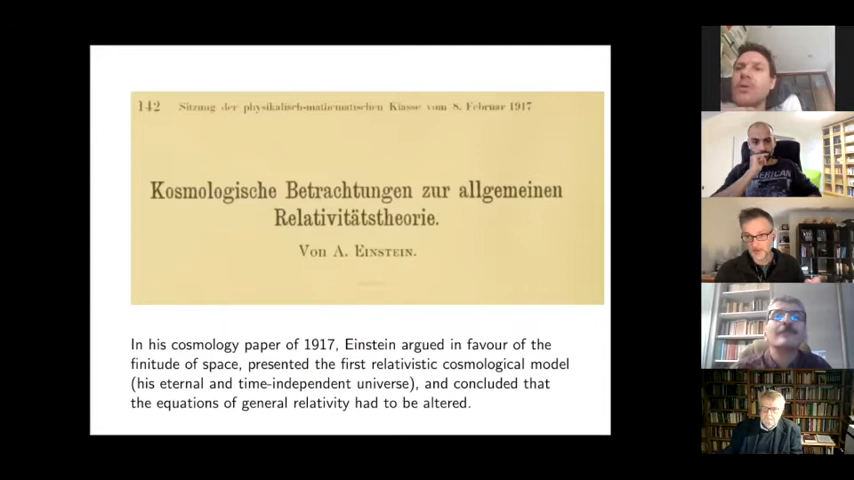 142 Sitzung der physikalisch-mathematischen Klasse vom 8. Februar 1917
Kosmologische Betrachtungen zur allgemeinen
Relativitätstheorie.
Von A. Einstein.
In his cosmology paper of 1917, Einstein argued in favour of the
finitude of space, presented the first relativistic cosmological model
(his eternal and time-independent universe), and concluded that
the equations of general relativity had to be altered.
AMERICAN